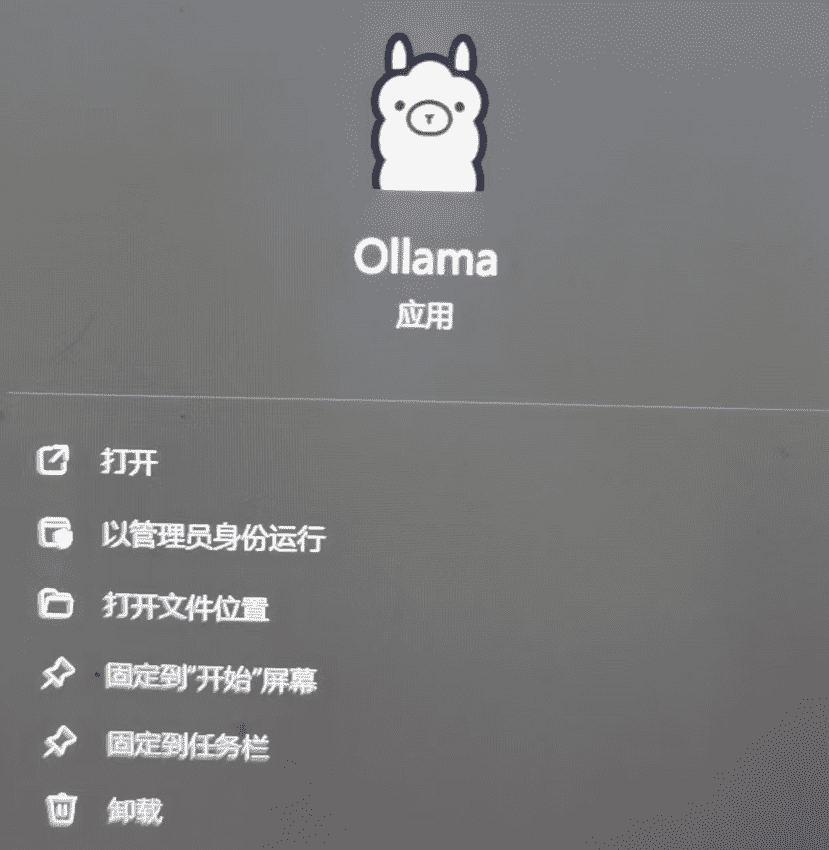 Ollama
应用
打开
以管理员身份运行
打开文件位置
固定到“开始”屏幕
固定到任务栏
卸载